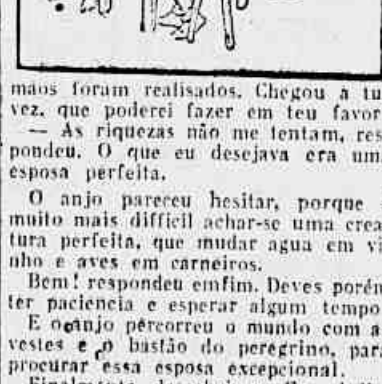 mãos foram realisados. Chegou a tu
vez, que poderei fazer em teu favor
— As riquezas não me tentam, res
pondeu. O que eu desejava era um
esposa perfeita.
O anjo pareceu hesitar, porque
muito mais difficil achar-se uma crea
tura perfeita, que mudar agua em vi
nho e aves em carneiros.
Bem! respondeu emfim. Deves porén
ter paciencia e esperar algum tempo
E o anjo percorreu o mundo com a
vestes e o bastão do peregrino, par
procurar essa esposa excepcional.